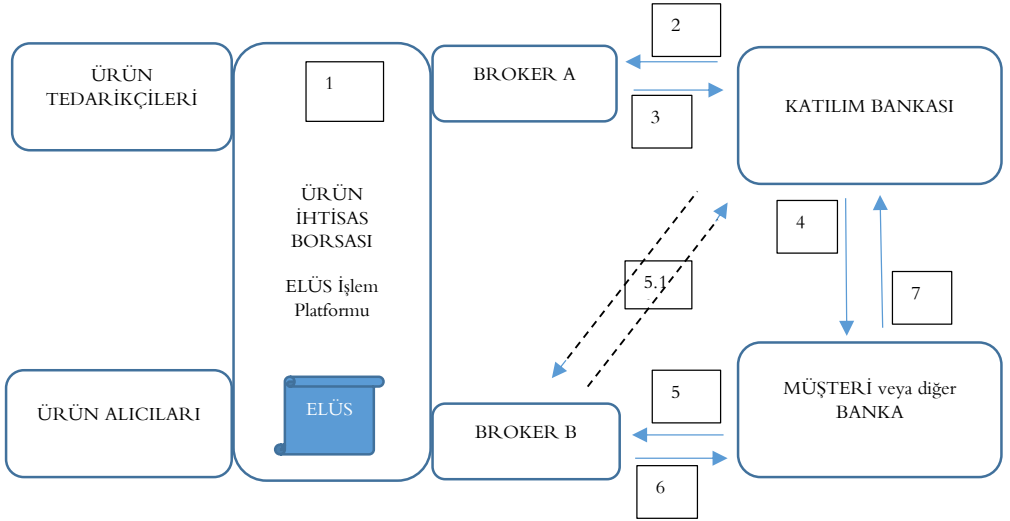 2
ÜRÜN
TEDARİKÇİLERİ
1
BROKER A
3
KATILIM BANKASI
ÜRÜN
İHTİSAS
BORSASI
ELÜS İşlem
Platformu
4
5.1
7
ÜRÜN ALICILARI
ELÜS
BROKER B
5
MÜŞTERİ veya diğer
BANKA
6